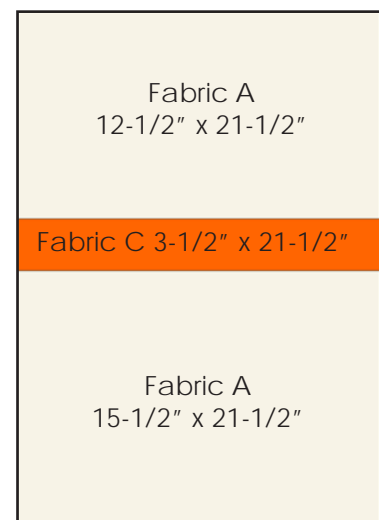 Fabric A
12-1/2” x 21-1/2”
Fabric C 3-1/2” x 21-1/2”
Fabric A
15-1/2” x 21-1/2”